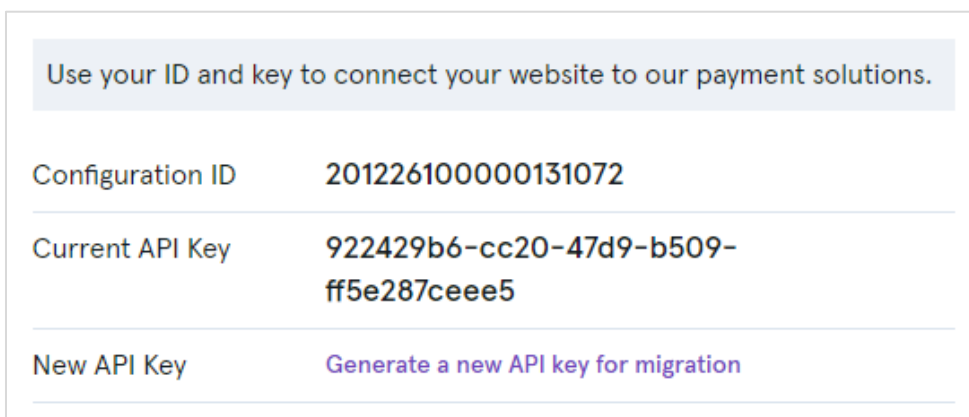 Use your ID and key to connect your website to our payment solutions.
Configuration ID 201226100000131072
Current API Key 922429b6-cc20-47d9-b509-
ff5e287ceee5
New API Key Generate a new API key for migration